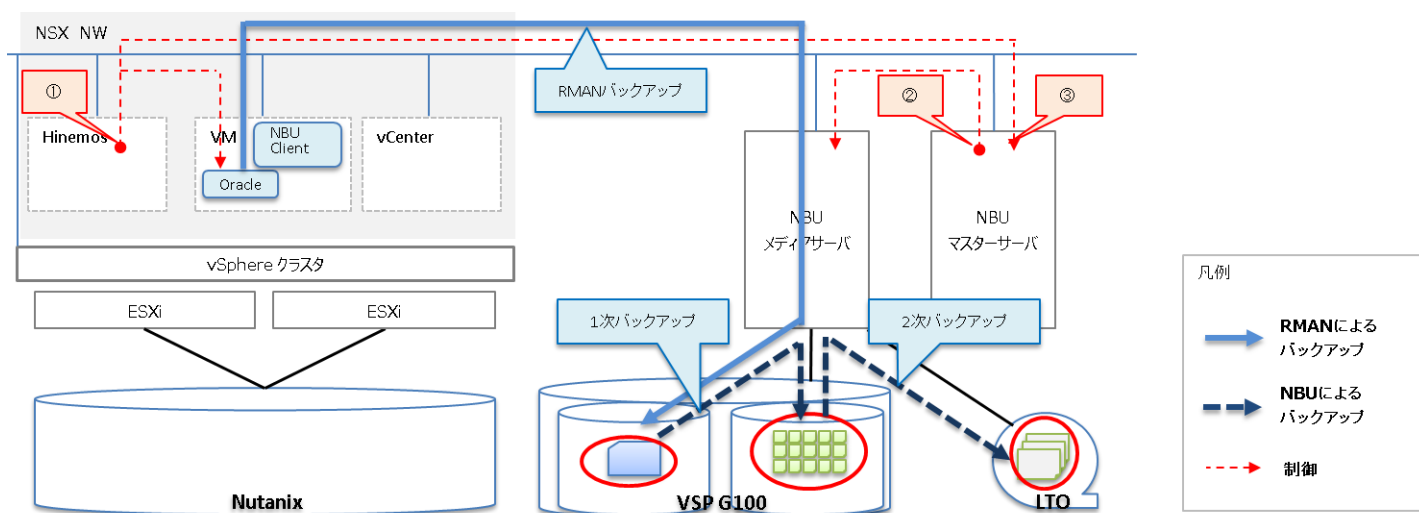 NSX NW
①
Hinemos
VM
NBU
Client
Oracle
vCenter
RMANバックアップ
②
③
NBU
メディアサーバ
NBU
マスターサーバ
vSphere クラスタ
ESXi
ESXi
1次バックアップ
2次バックアップ
Nutanix
VSP G100
LTO
凡例
RMANによる
バックアップ
NBUによる
バックアップ
制御